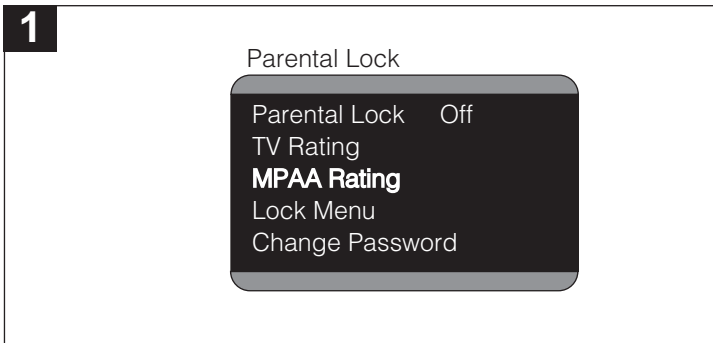 1
Parental Lock
Parental Lock Off
TV Rating
MPAA Rating
Lock Menu
Change Password